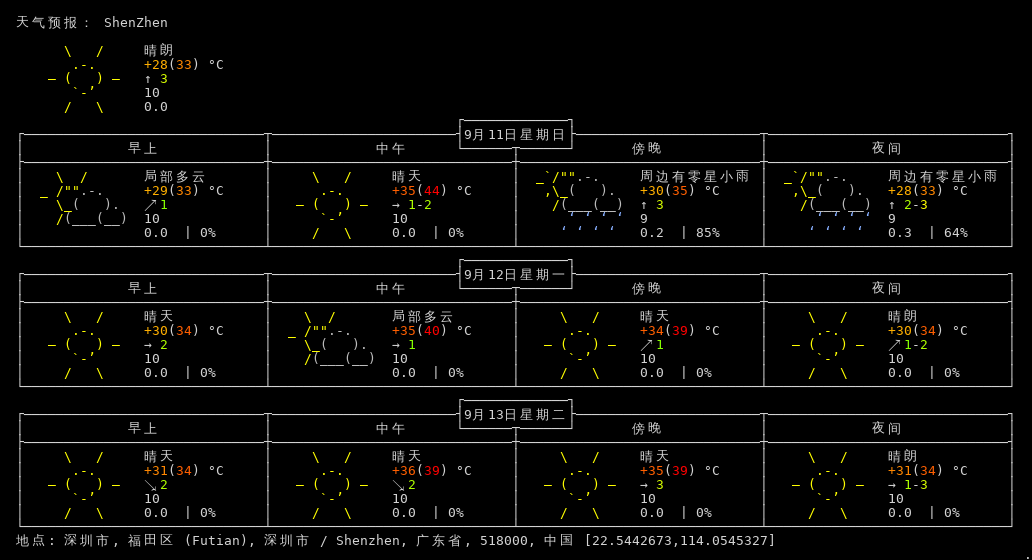 天气预报： ShenZhen
晴朗
+28(33) °C
↑ 3
10
0.0
9月11日星期日
早上 中午 傍晚 夜间
局部多云 晴天 周边有零星小雨 周边有零星小雨
+29(33) °C +35(44) °C +30(35) °C +28(33) °C
↗ 1 → 1-2 ↑ 3 ↑ 2-3
10 10 9 9
0.0 | 0% 0.0 | 0% 0.2 | 85% 0.3 | 64%
9月12日星期一
早上 中午 傍晚 夜间
晴天 局部多云 晴天 晴朗
+30(34) °C +35(40) °C +34(39) °C +30(34) °C
→ 2 → 1 ↗ 1 ↗ 1-2
10 10 10 10
0.0 | 0% 0.0 | 0% 0.0 | 0% 0.0 | 0%
9月13日星期二
早上 中午 傍晚 夜间
晴天 晴天 晴天 晴朗
+31(34) °C +36(39) °C +35(39) °C +31(34) °C
↘ 2 ↘ 2 → 3 → 1-3
10 10 10 10
0.0 | 0% 0.0 | 0% 0.0 | 0% 0.0 | 0%
地点: 深圳市, 福田区 (Futian), 深圳市 / Shenzhen, 广东省, 518000, 中国 [22.5442673,114.0545327]